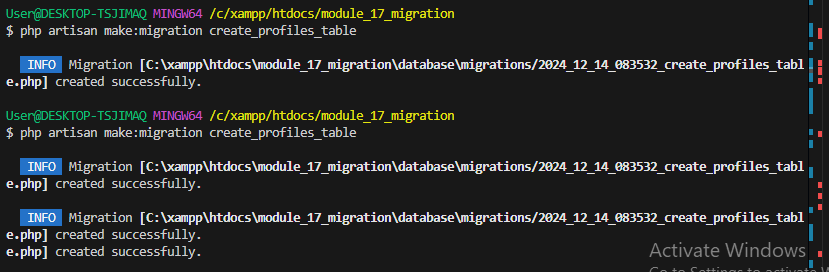 User@DESKTOP-TSJIMAQ MINGW64 /c/xampp/htdocs/module_17_migration
$ php artisan make:migration create_profiles_table
INFO Migration [C:\xampp\htdocs\module_17_migration\database\migrations/2024_12_14_083532_create_profiles_tabl
e.php] created successfully.
User@DESKTOP-TSJIMAQ MINGW64 /c/xampp/htdocs/module_17_migration
$ php artisan make:migration create_profiles_table
INFO Migration [C:\xampp\htdocs\module_17_migration\database\migrations/2024_12_14_083532_create_profiles_tabl
e.php] created successfully.
INFO Migration [C:\xampp\htdocs\module_17_migration\database\migrations/2024_12_14_083532_create_profiles_tabl
e.php] created successfully.
e.php] created successfully.
Activate Windows
Go to Settings to activate